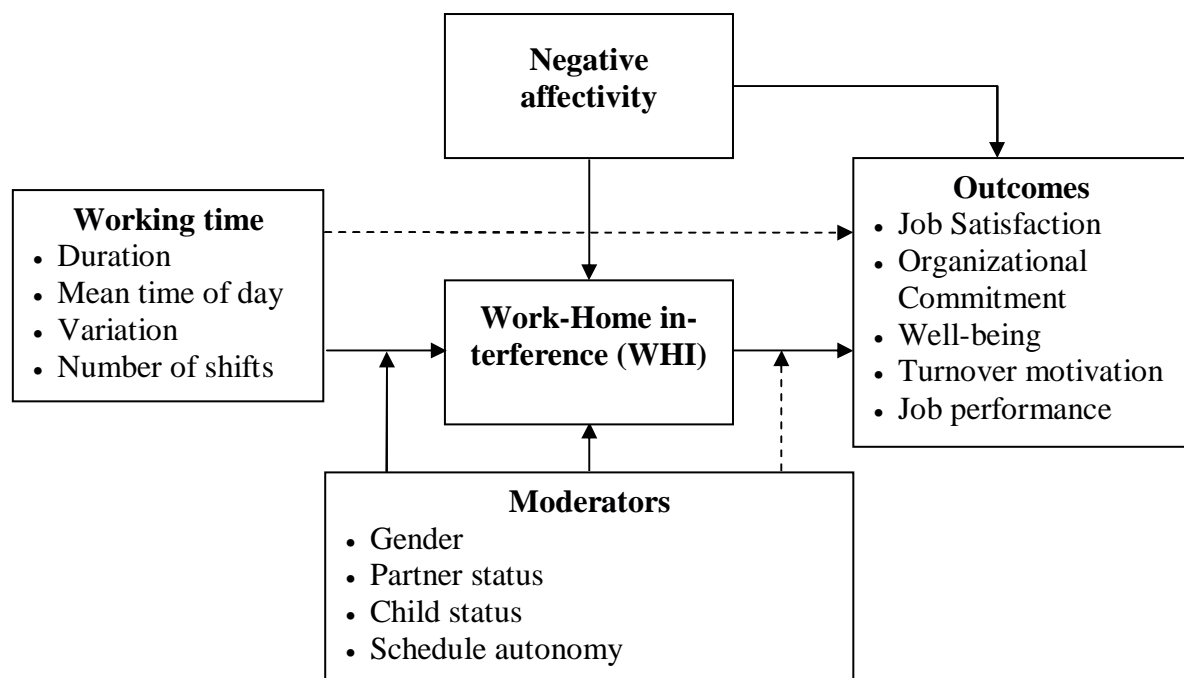 Negative
affectivity
Working time
• Duration
• Mean time of day
• Variation
• Number of shifts
Outcomes
• Job Satisfaction
• Organizational
Commitment
• Well-being
• Turnover motivation
• Job performance
Work-Home in-
terference (WHI)
Moderators
• Gender
• Partner status
• Child status
• Schedule autonomy